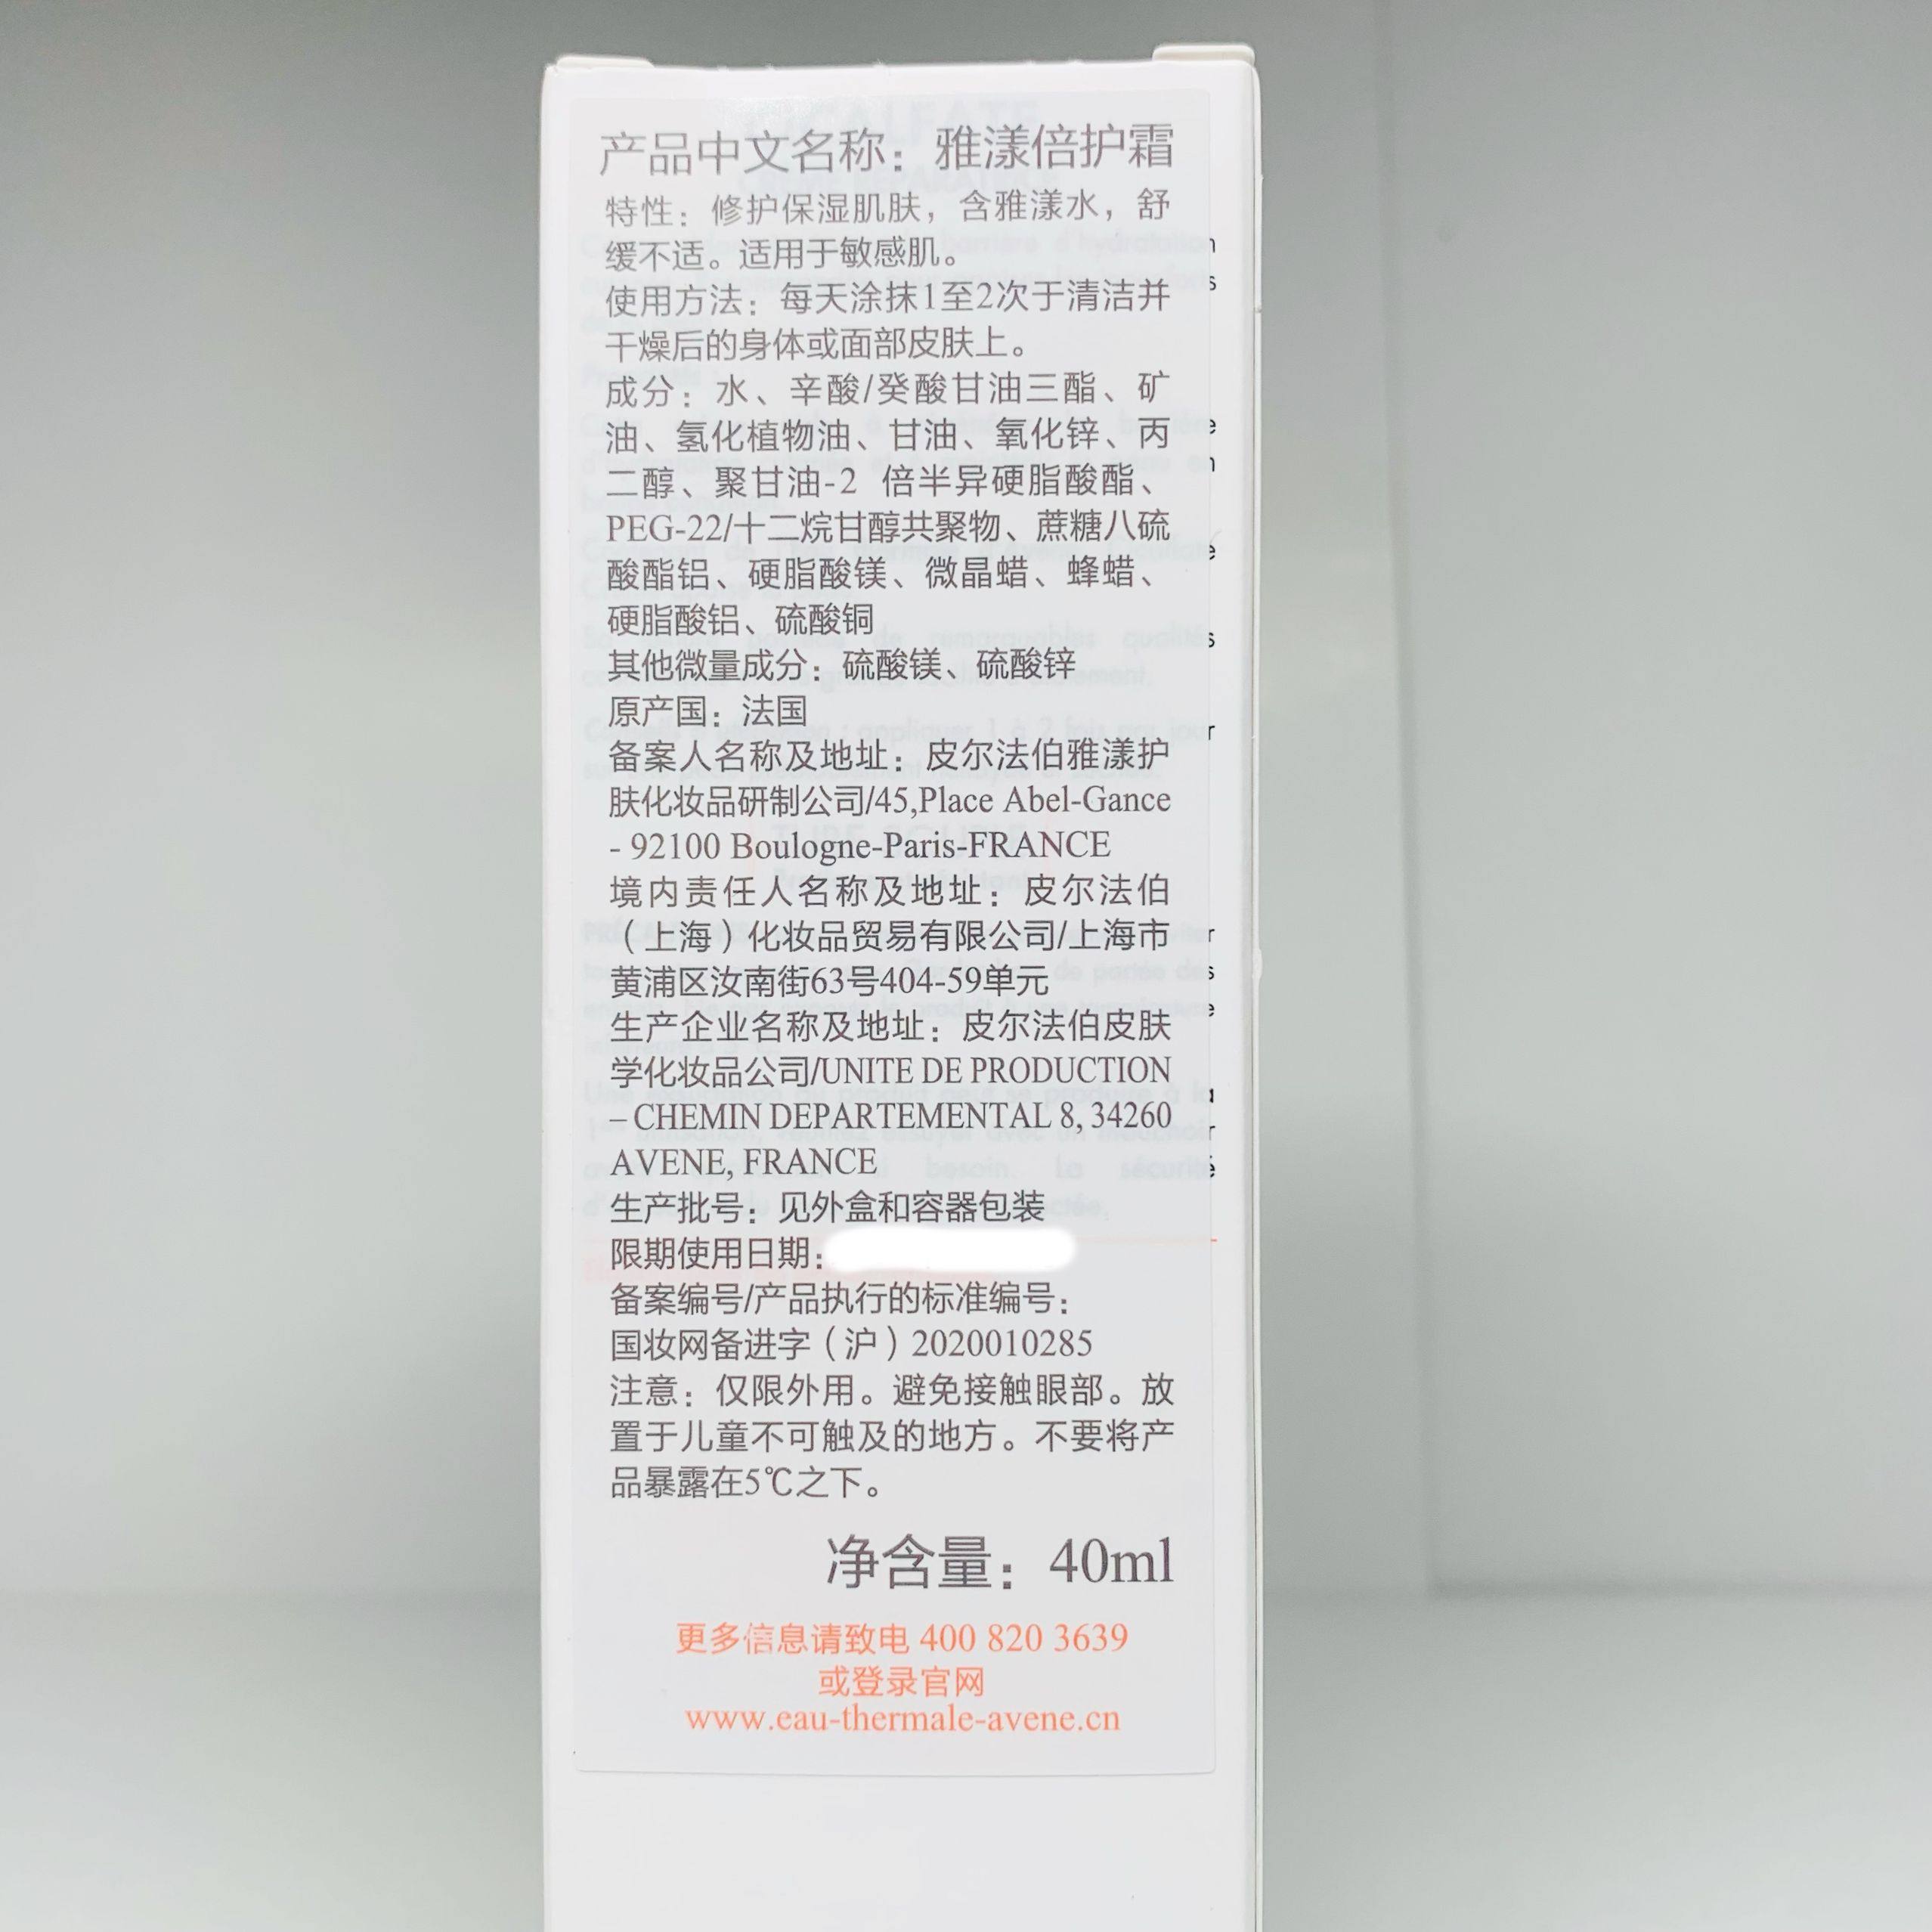 产品中文名称：雅漾倍护霜
特性：修护保湿肌肤，含雅漾水，舒
缓不适。适用于敏感肌。
使用方法：每天涂抹1至2次于清洁并
干燥后的身体或面部皮肤上。
成分：水、辛酸/癸酸甘油三酯、矿
油、氢化植物油、甘油、氧化锌、丙
二醇、聚甘油-2 倍半异硬脂酸酯、
PEG-22/十二烷甘醇共聚物、蔗糖八硫
酸酯铝、硬脂酸镁、微晶蜡、蜂蜡、
硬脂酸铝、硫酸铜
其他微量成分：硫酸镁、硫酸锌
原产国：法国
备案人名称及地址：皮尔法伯雅漾护
肤化妆品研制公司/45,Place Abel-Gance
- 92100 Boulogne-Paris-FRANCE
境内责任人名称及地址：皮尔法伯
（上海）化妆品贸易有限公司/上海市
黄浦区汝南街63号404-59单元
生产企业名称及地址：皮尔法伯皮肤
学化妆品公司/UNITE DE PRODUCTION
– CHEMIN DEPARTEMENTAL 8, 34260
AVENE, FRANCE
生产批号：见外盒和容器包装
限期使用日期：
备案编号/产品执行的标准编号：
国妆网备进字（沪）2020010285
注意：仅限外用。避免接触眼部。放
置于儿童不可触及的地方。不要将产
品暴露在5℃之下。
净含量：40ml
更多信息请致电 400 820 3639
或登录官网
www.eau-thermale-avene.cn